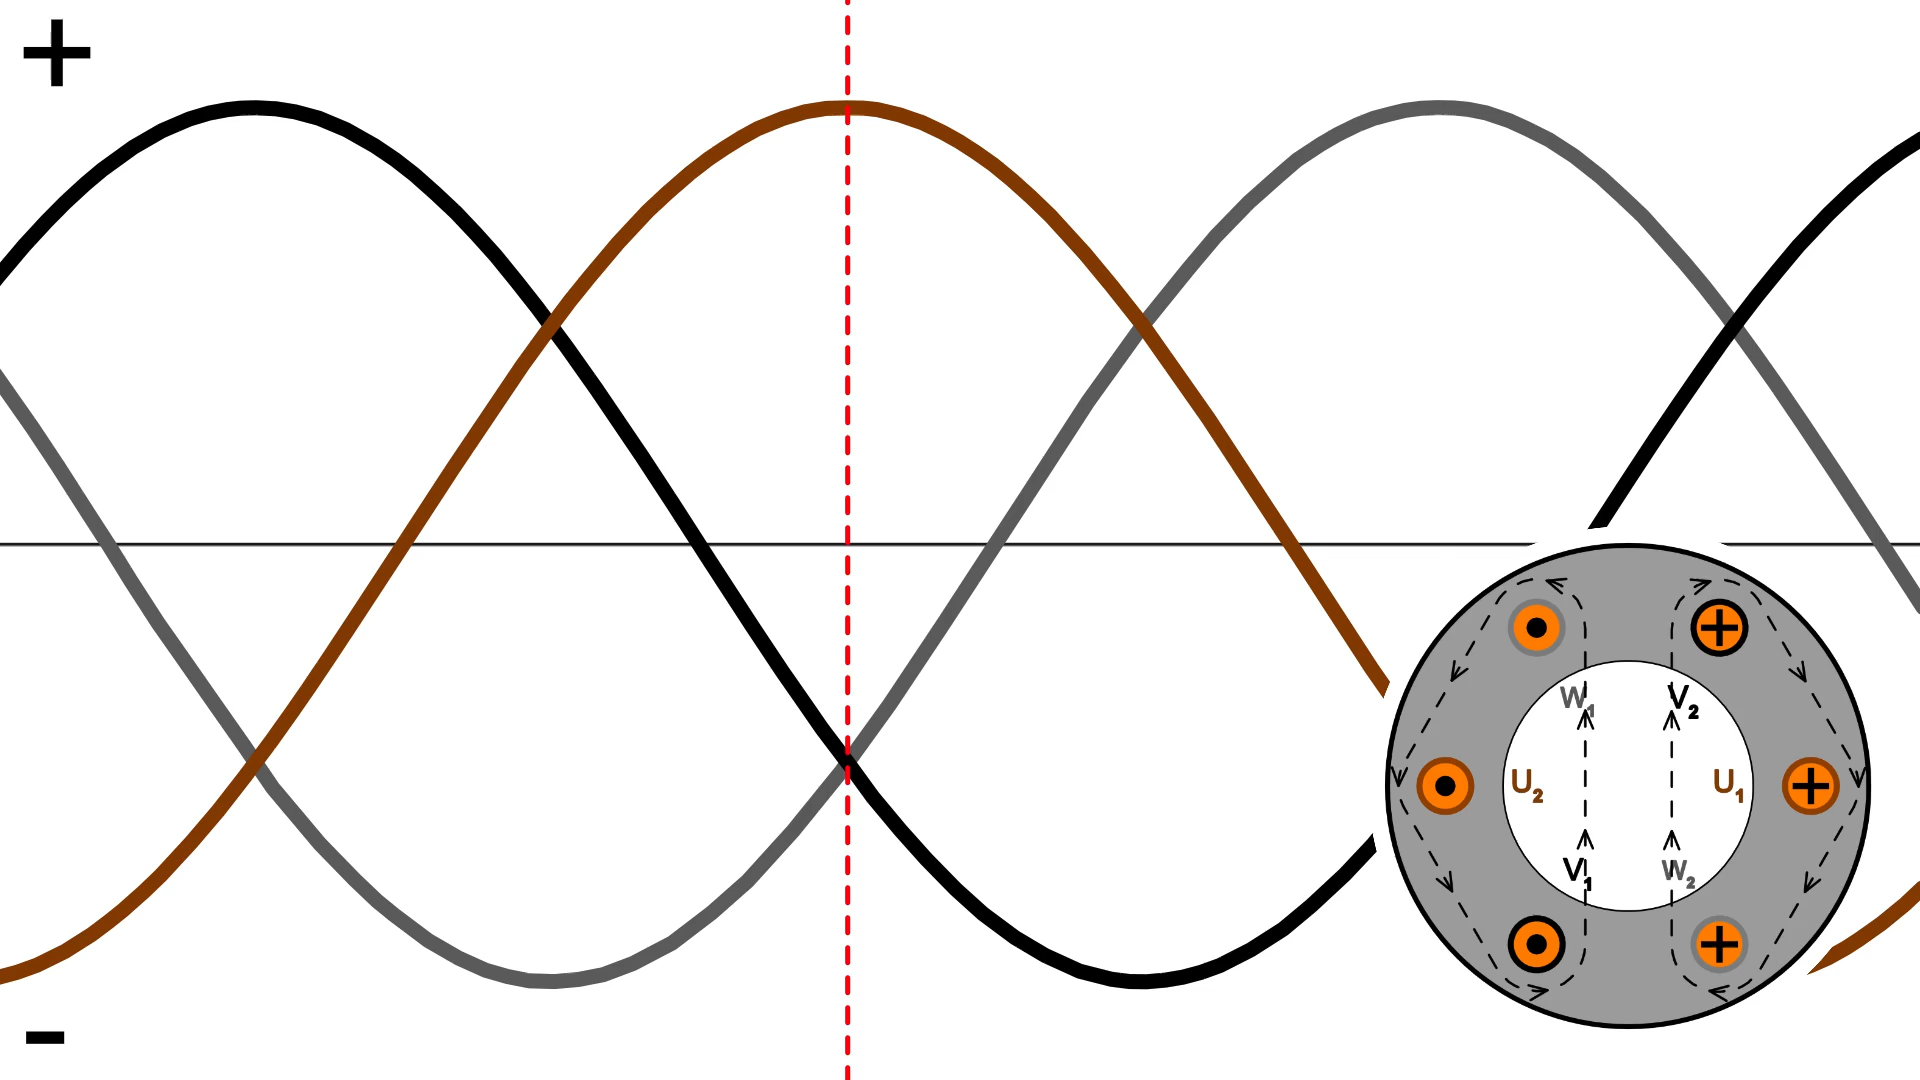 +
W₁ V₂
U₂ U₁
V₁ W₂
-